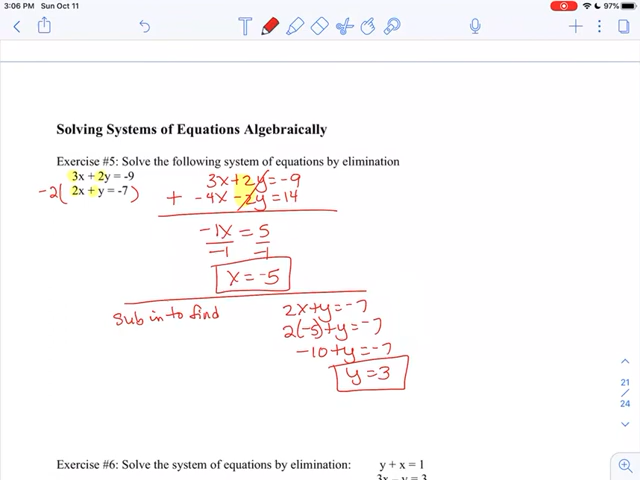 3:06 PM Sun Oct 11
97%
Solving Systems of Equations Algebraically
Exercise #5: Solve the following system of equations by elimination
3x + 2y = -9
-2( 2x + y = -7 )
3x + 2y = -9
+ -4x - 2y = 14
-1x = 5
-1 -1
x = -5
Sub in to find
2x + y = -7
2(-5) + y = -7
-10 + y = -7
y = 3
21
/
24
Exercise #6: Solve the system of equations by elimination:
y + x = 1
3x – y = 3